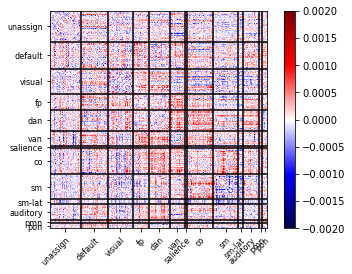 unassign
default
visual
fp
dan
van
salience
co
sm
sm-lat
auditory
pmn
pon
unassign
default
visual
fp
dan
van
salience
co
sm
sm-lat
auditory
0.0020
0.0015
0.0010
0.0005
0.0000
−0.0005
−0.0010
−0.0015
−0.0020